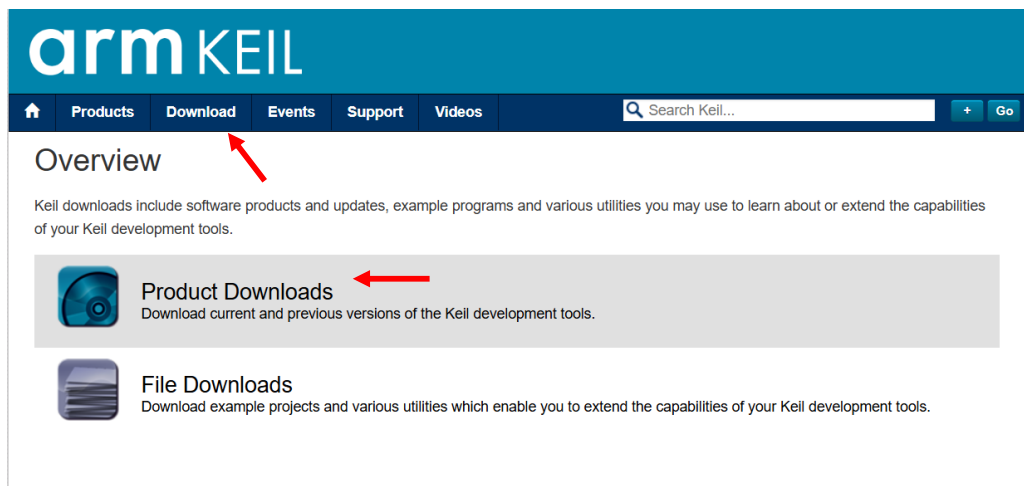 arm KEIL
Products Download Events Support Videos Search Keil... + Go
Overview
Keil downloads include software products and updates, example programs and various utilities you may use to learn about or extend the capabilities
of your Keil development tools.
Product Downloads
Download current and previous versions of the Keil development tools.
File Downloads
Download example projects and various utilities which enable you to extend the capabilities of your Keil development tools.